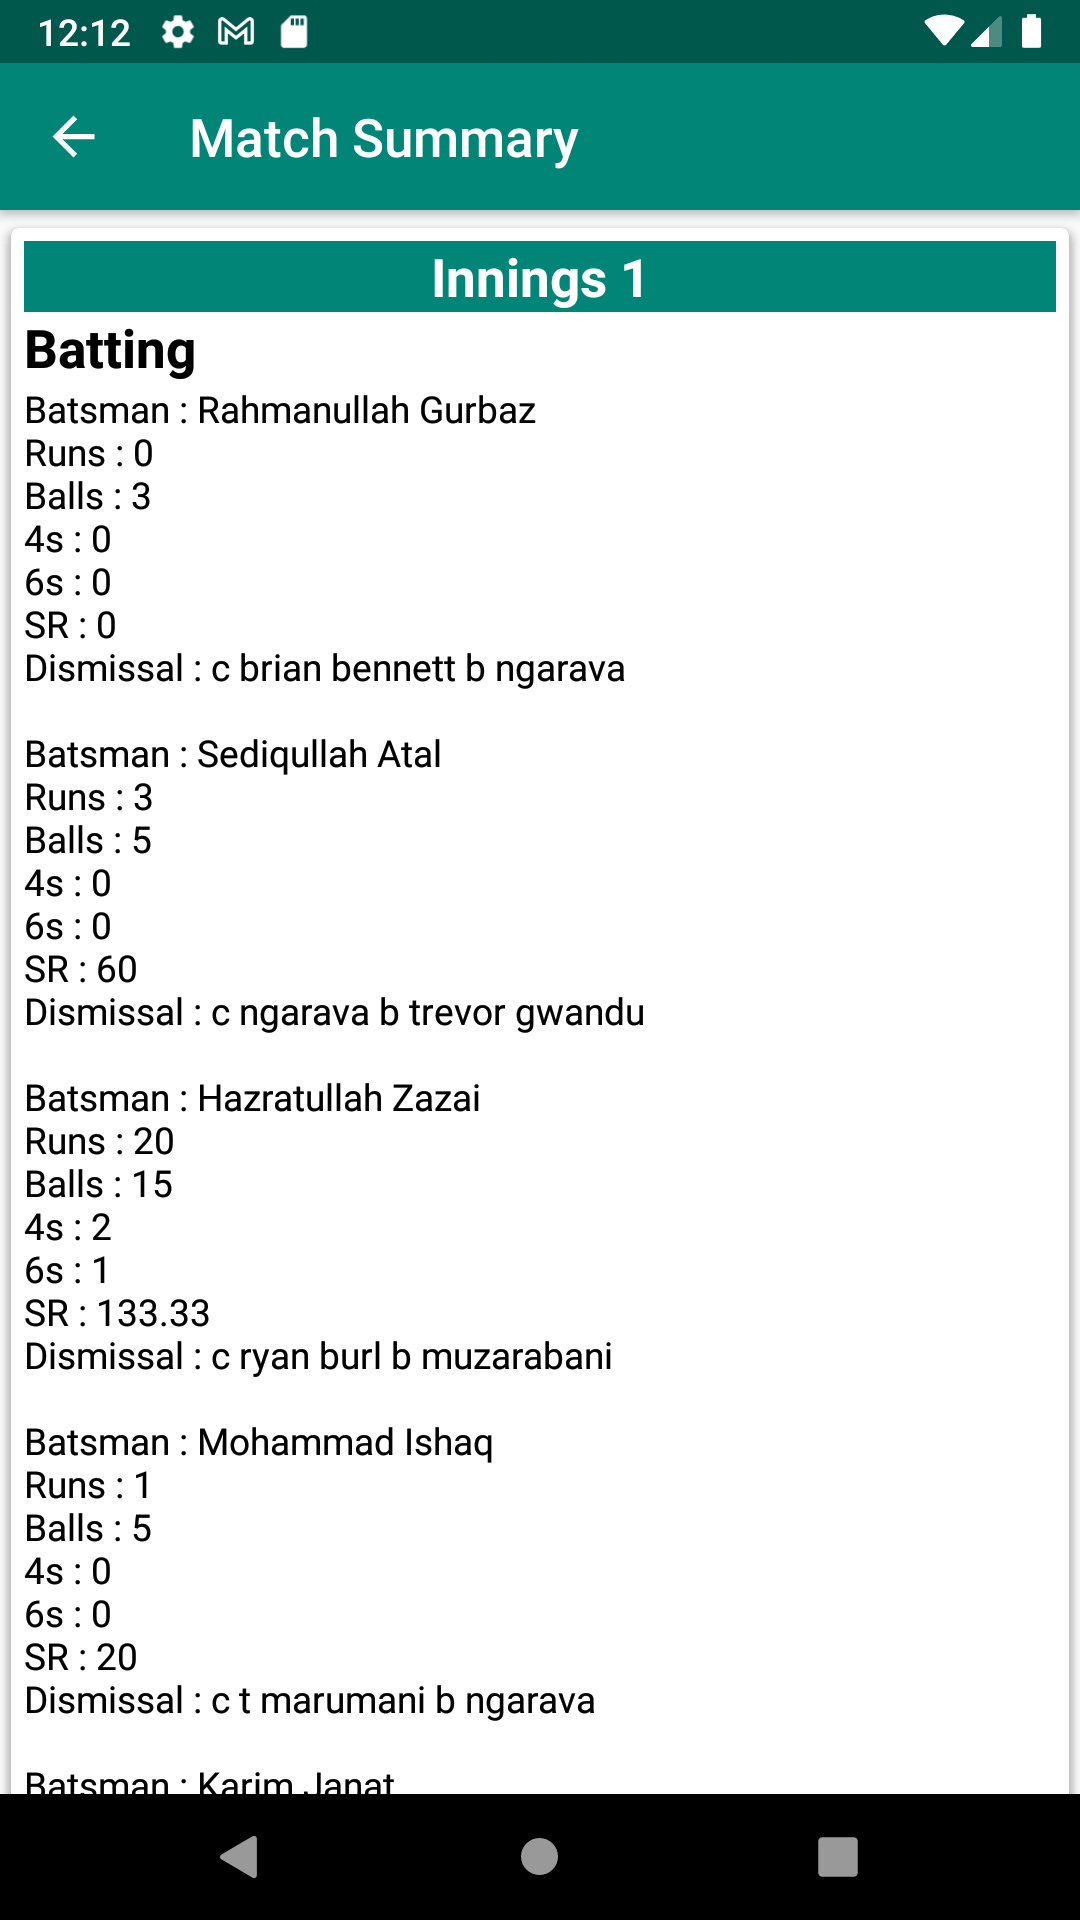 12:12
Match Summary
Innings 1
Batting
Batsman : Rahmanullah Gurbaz
Runs : 0
Balls : 3
4s : 0
6s : 0
SR : 0
Dismissal : c brian bennett b ngarava
Batsman : Sediqullah Atal
Runs : 3
Balls : 5
4s : 0
6s : 0
SR : 60
Dismissal : c ngarava b trevor gwandu
Batsman : Hazratullah Zazai
Runs : 20
Balls : 15
4s : 2
6s : 1
SR : 133.33
Dismissal : c ryan burl b muzarabani
Batsman : Mohammad Ishaq
Runs : 1
Balls : 5
4s : 0
6s : 0
SR : 20
Dismissal : c t marumani b ngarava
Batsman : Karim Janat